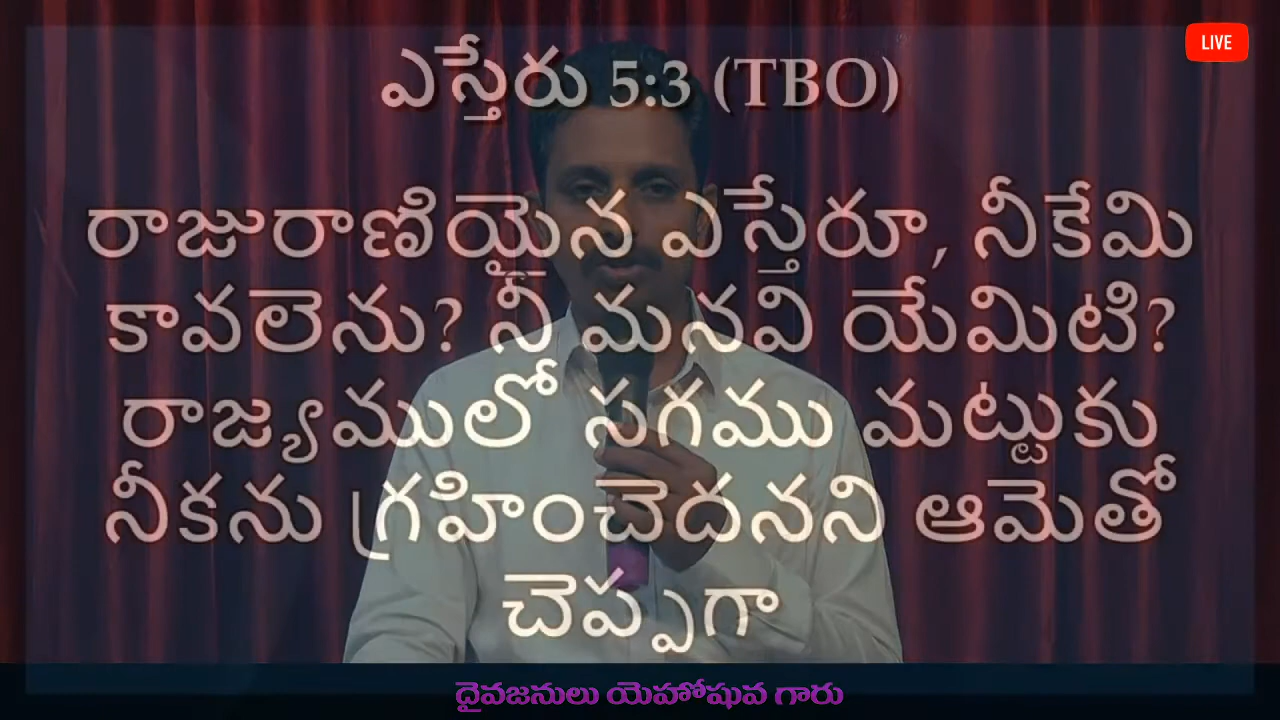 LIVE
ఎస్తేరు 5:3 (TBO)
రాజురాణియైన ఎస్తేరూ, నీకేమి
కావలెను? నీ మనవి యేమిటి?
రాజ్యములో సగము మట్టుకు
నీకను గ్రహించెదనని ఆమెతో
చెప్పగా
దైవజనులు యెహోషువ గారు